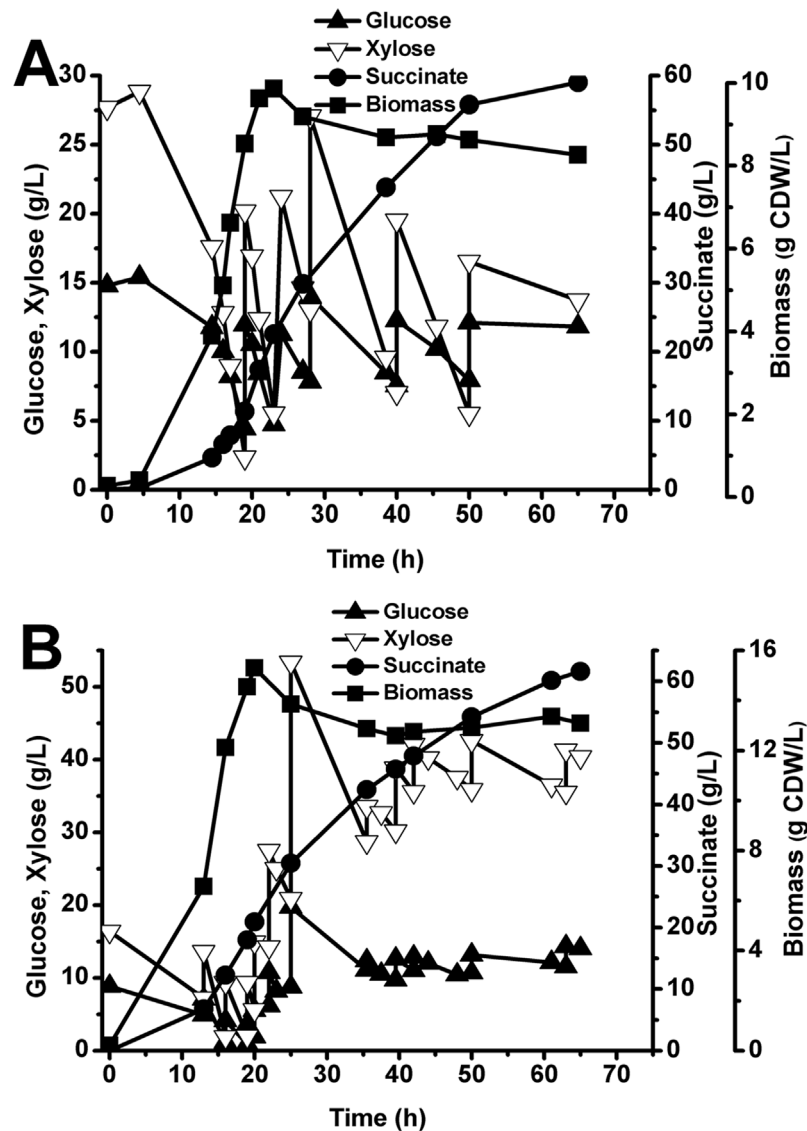 A
Glucose
Xylose
Succinate
Biomass
30
25
20
15
10
5
0
Glucose, Xylose (g/L)
60
50
40
30
20
10
0
Succinate (g/L)
10
8
6
4
2
0
Biomass (g CDW/L)
0 10 20 30 40 50 60 70
Time (h)
B
Glucose
Xylose
Succinate
Biomass
50
40
30
20
10
0
Glucose, Xylose (g/L)
60
50
40
30
20
10
0
Succinate (g/L)
16
12
8
4
0
Biomass (g CDW/L)
0 10 20 30 40 50 60 70
Time (h)